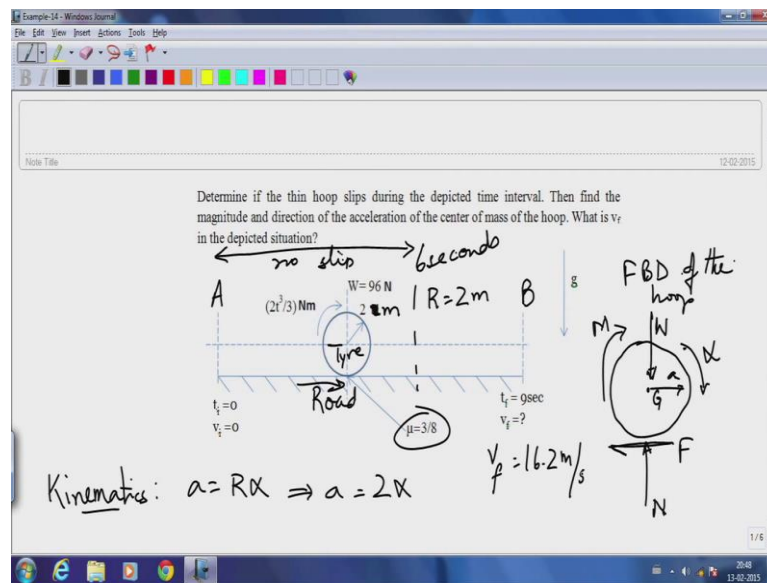 Example-14 - Windows Journal
File Edit View Insert Actions Tools Help
B I
Note Title
12-02-2015
Determine if the thin hoop slips during the depicted time interval. Then find the
magnitude and direction of the acceleration of the center of mass of the hoop. What is vf
in the depicted situation?
no slip
6seconds
A
W=96 N
(2t³/3) Nm
2 m
R=2m
B
g
Tyre
Road
ti =0
vi =0
μ=3/8
tf =9sec
vf =?
FBD of the
hoop
M
W
α
a
G
F
N
vf = 16.2m/s
Kinematics: a=Rα ⇒ a=2α
1/6
20:48
13-02-2015